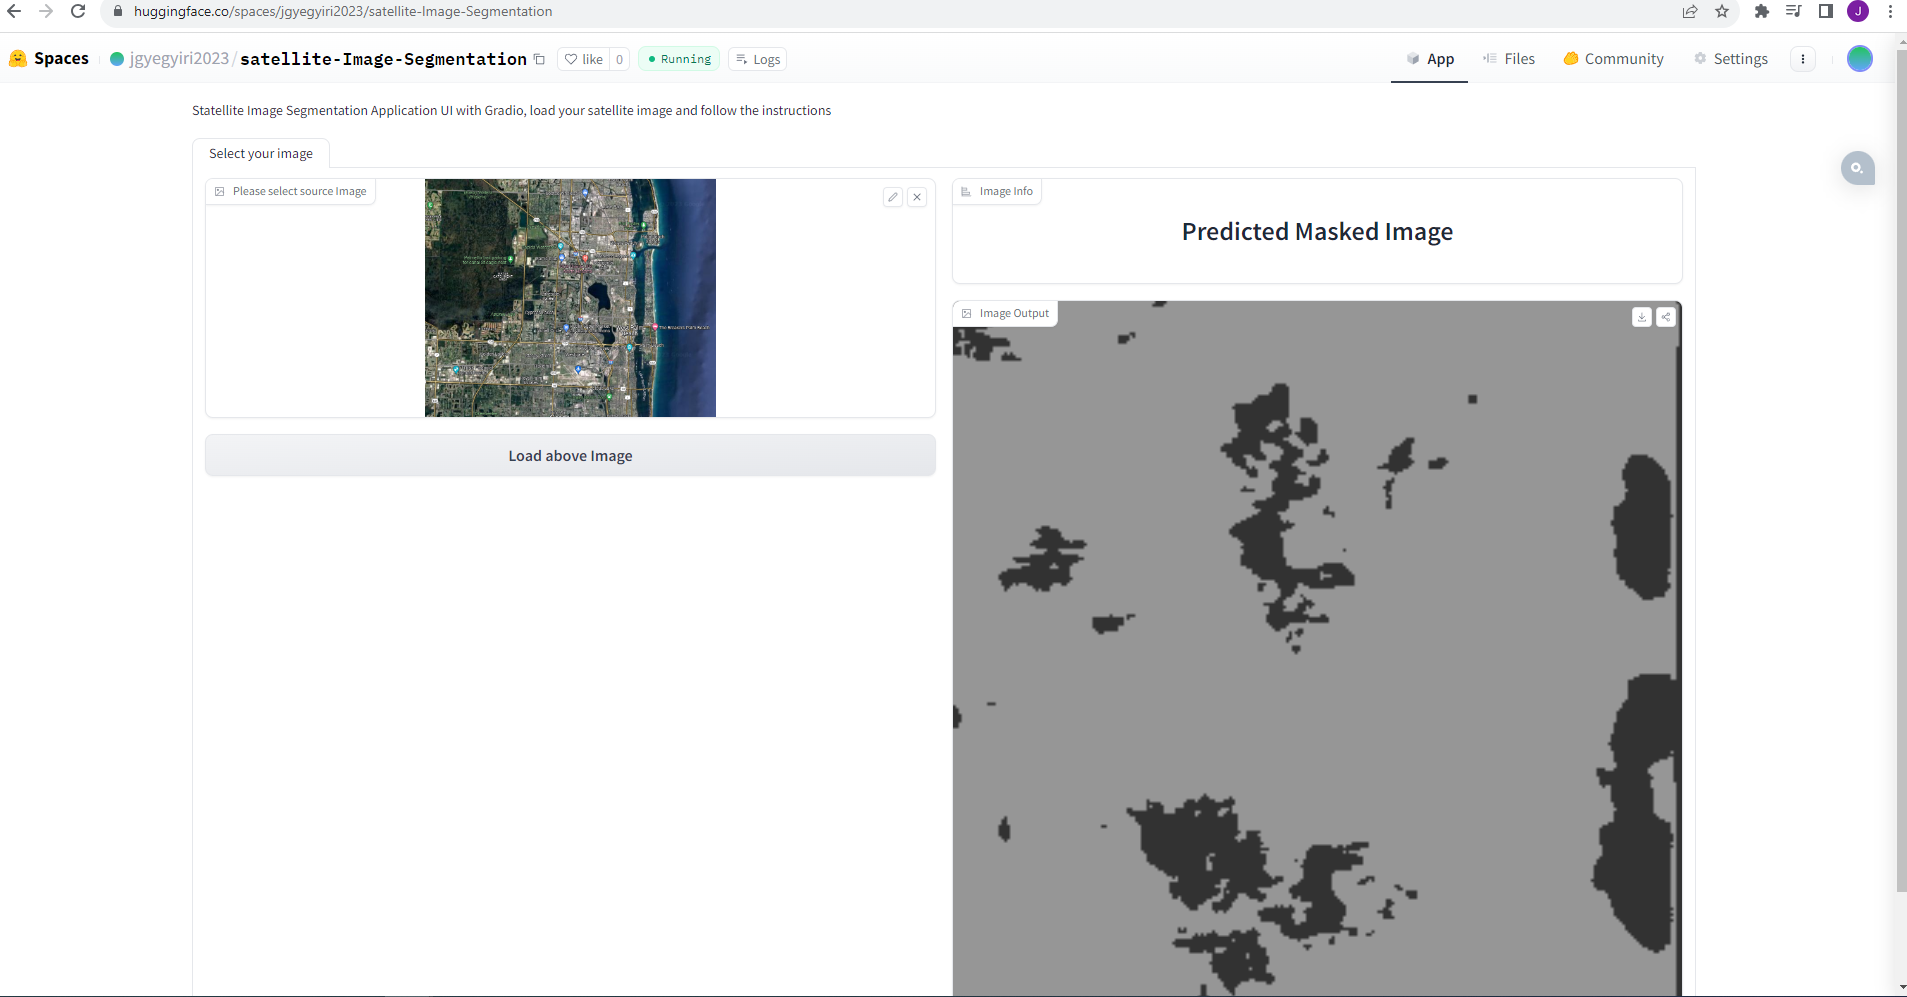 huggingface.co/spaces/jgyegyiri2023/satellite-Image-Segmentation
J
Spaces jgyegyiri2023/satellite-Image-Segmentation like 0 Running Logs App Files Community Settings
Statellite Image Segmentation Application UI with Gradio, load your satellite image and follow the instructions
Select your image
Please select source Image
Load above Image
Image Info
Predicted Masked Image
Image Output